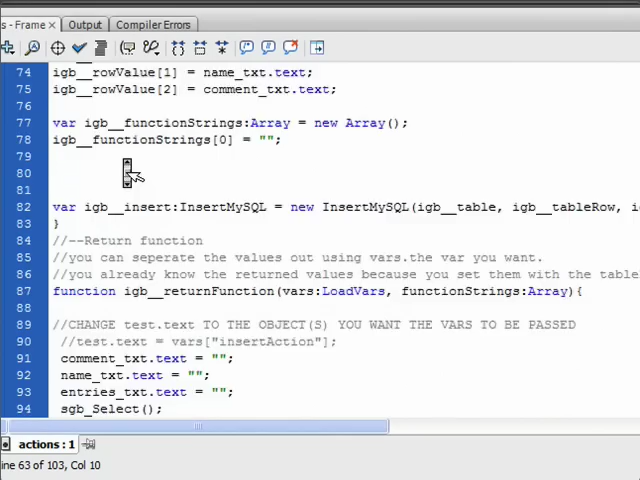 s - Frame × Output Compiler Errors
74 igb__rowValue[1] = name_txt.text;
75 igb__rowValue[2] = comment_txt.text;
76
77 var igb__functionStrings:Array = new Array();
78 igb__functionStrings[0] = "";
79
80
81
82 var igb__insert:InsertMySQL = new InsertMySQL(igb__table, igb__tableRow, i
83 }
84 //--Return function
85 //you can seperate the values out using vars.the var you want.
86 //you already know the returned values because you set them with the table
87 function igb__returnFunction(vars:LoadVars, functionStrings:Array){
88
89 //CHANGE test.text TO THE OBJECT(S) YOU WANT THE VARS TO BE PASSED
90 //test.text = vars["insertAction"];
91 comment_txt.text = "";
92 name_txt.text = "";
93 entries_txt.text = "";
94 sgb_Select();
actions : 1
ine 63 of 103, Col 10